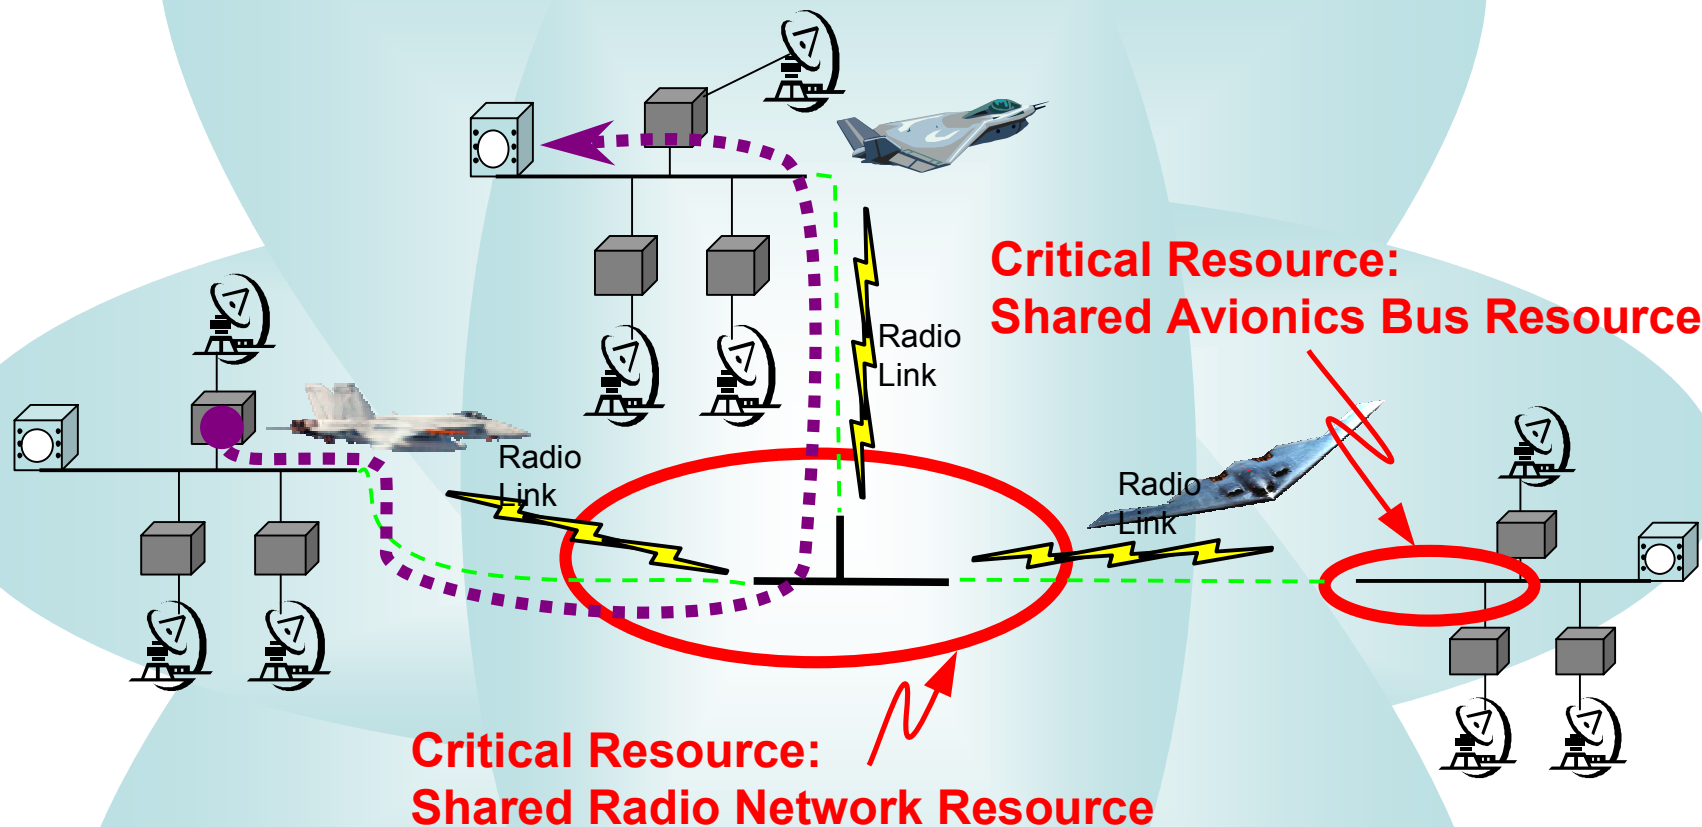 Critical Resource:
Shared Avionics Bus Resource
Radio
Link
Radio
Link
Radio
Link
Critical Resource:
Shared Radio Network Resource